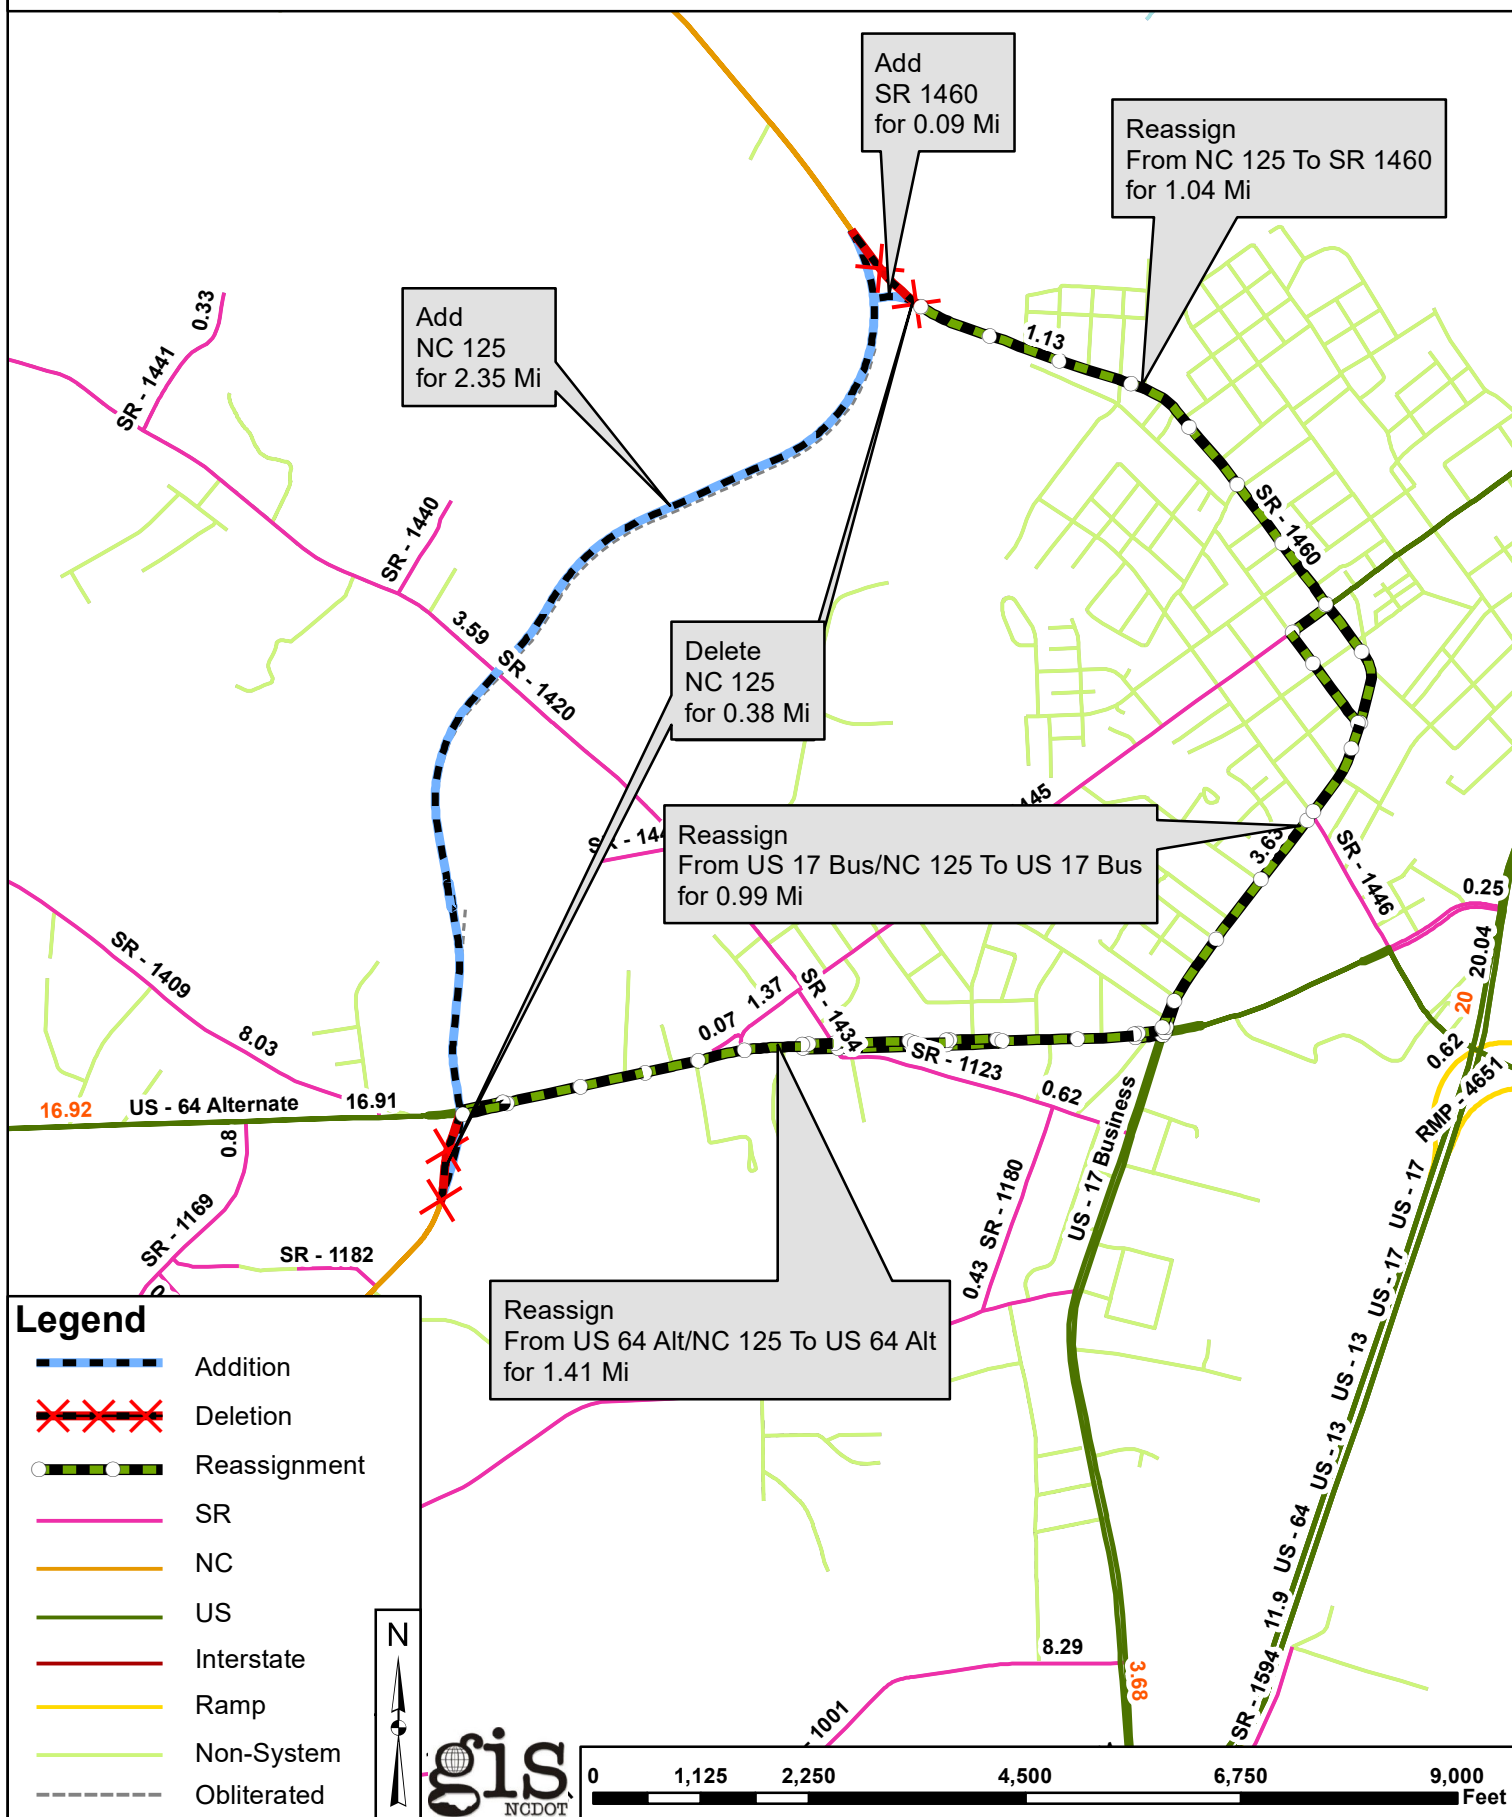 Add
SR 1460
for 0.09 Mi
Reassign
From NC 125 To SR 1460
for 1.04 Mi
Add
NC 125
for 2.35 Mi
0.33
SR - 1441
1.13
SR - 1440
SR - 1460
3.59
SR - 1420
Delete
NC 125
for 0.38 Mi
145
Reassign
From US 17 Bus/NC 125 To US 17 Bus
for 0.99 Mi
3.63
SR - 1446
0.25
20.04
20
SR - 1409
8.03
1.37
0.07
SR - 1434
SR - 1123
0.62
0.62
RMP - 4651
16.92
US - 64 Alternate
16.91
0.8
US - 17 Business
SR - 1180
0.43
US - 17
SR - 1169
SR - 1182
US - 17
US - 13
Reassign
From US 64 Alt/NC 125 To US 64 Alt
for 1.41 Mi
US - 13
US - 64
11.9
SR - 1594
8.29
3.68
- 1001
Legend
Addition
Deletion
Reassignment
SR
NC
US
Interstate
Ramp
Non-System
Obliterated
N
gis
NCDOT
0 1,125 2,250 4,500 6,750 9,000
Feet